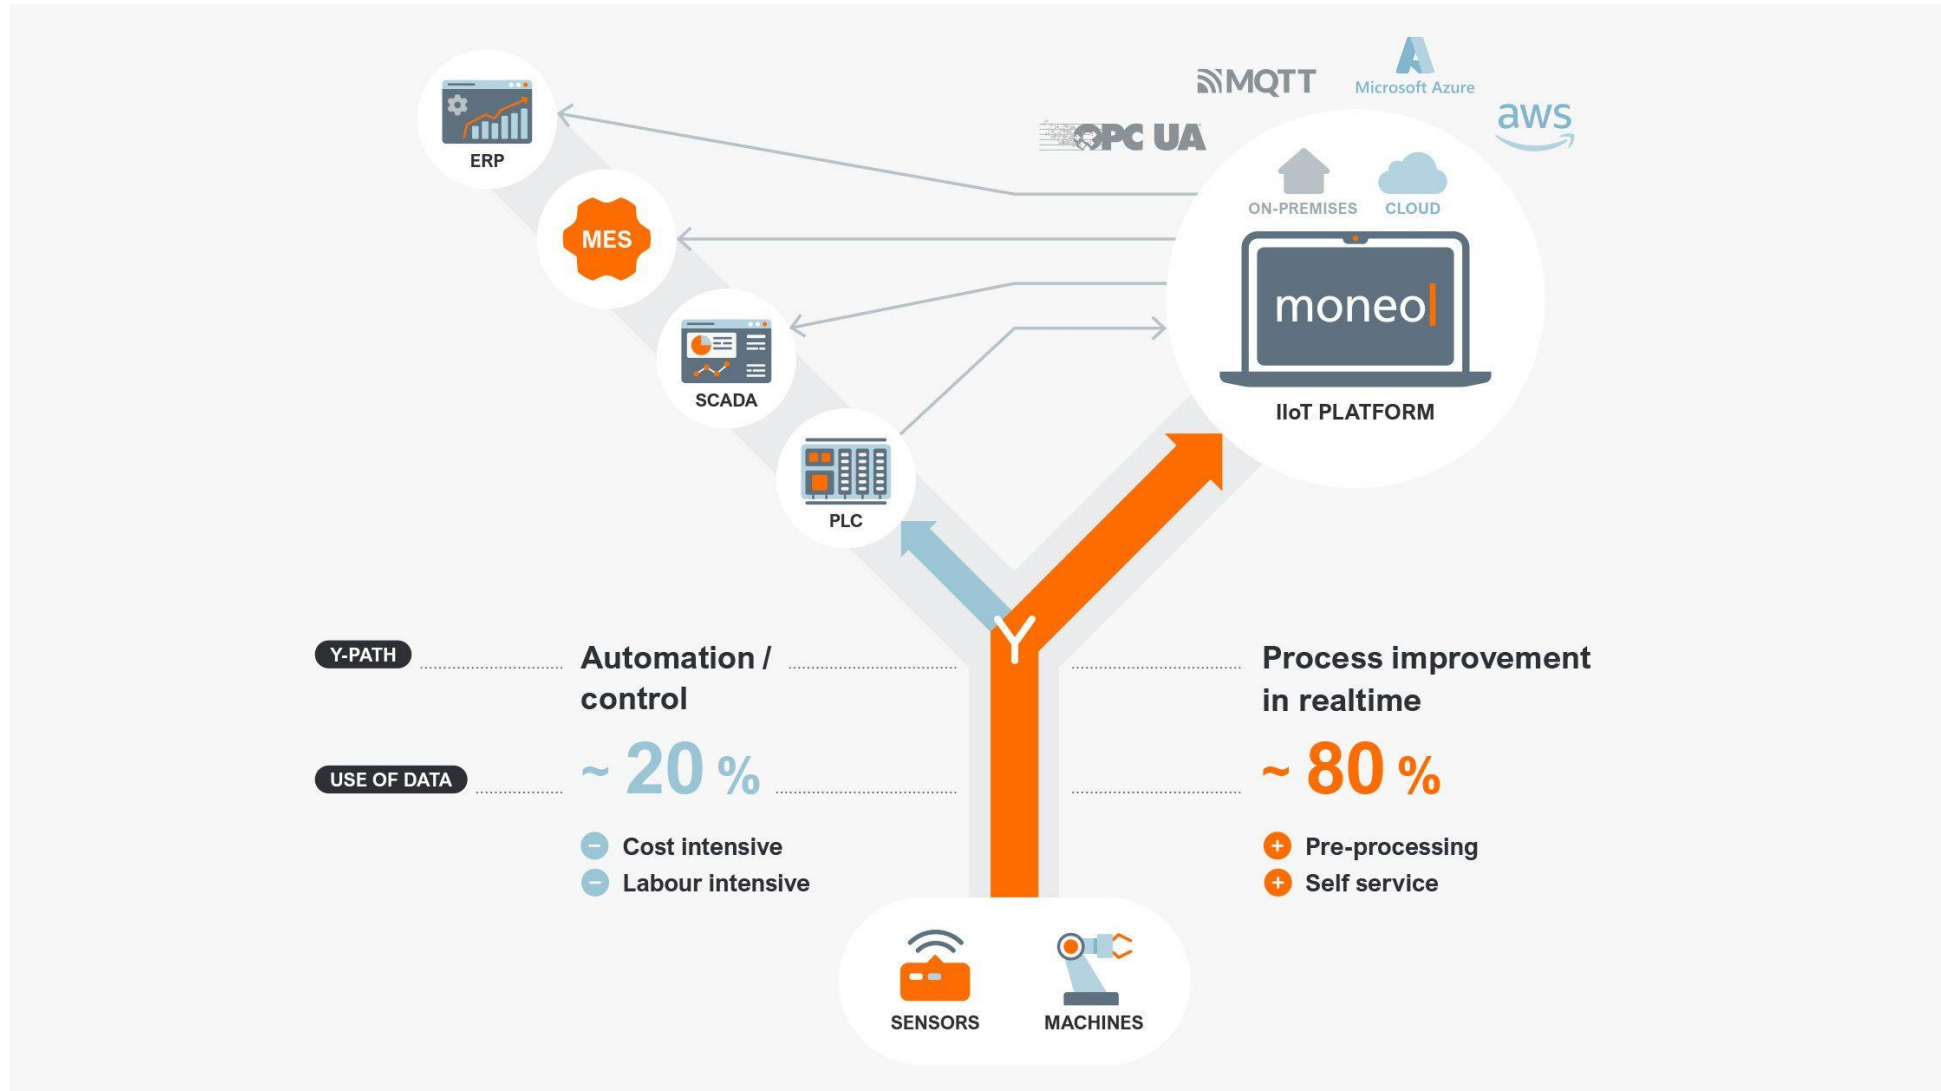 MQTT
Microsoft Azure
aws
OPC UA
ERP
ON-PREMISES
CLOUD
MES
moneo
SCADA
IIoT PLATFORM
PLC
Y
Y-PATH
Automation /
control
Process improvement
in realtime
USE OF DATA
~ 20 %
~ 80 %
Cost intensive
Labour intensive
Pre-processing
Self service
SENSORS
MACHINES